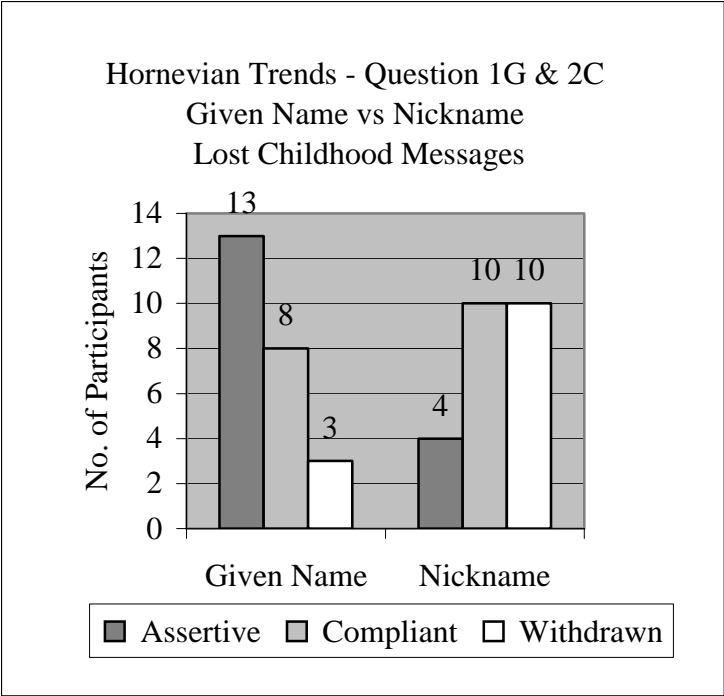 Hornevian Trends - Question 1G & 2C
Given Name vs Nickname
Lost Childhood Messages
No. of Participants
14
12
10
8
6
4
2
0
13
8
3
4
10 10
Given Name Nickname
Assertive Compliant Withdrawn